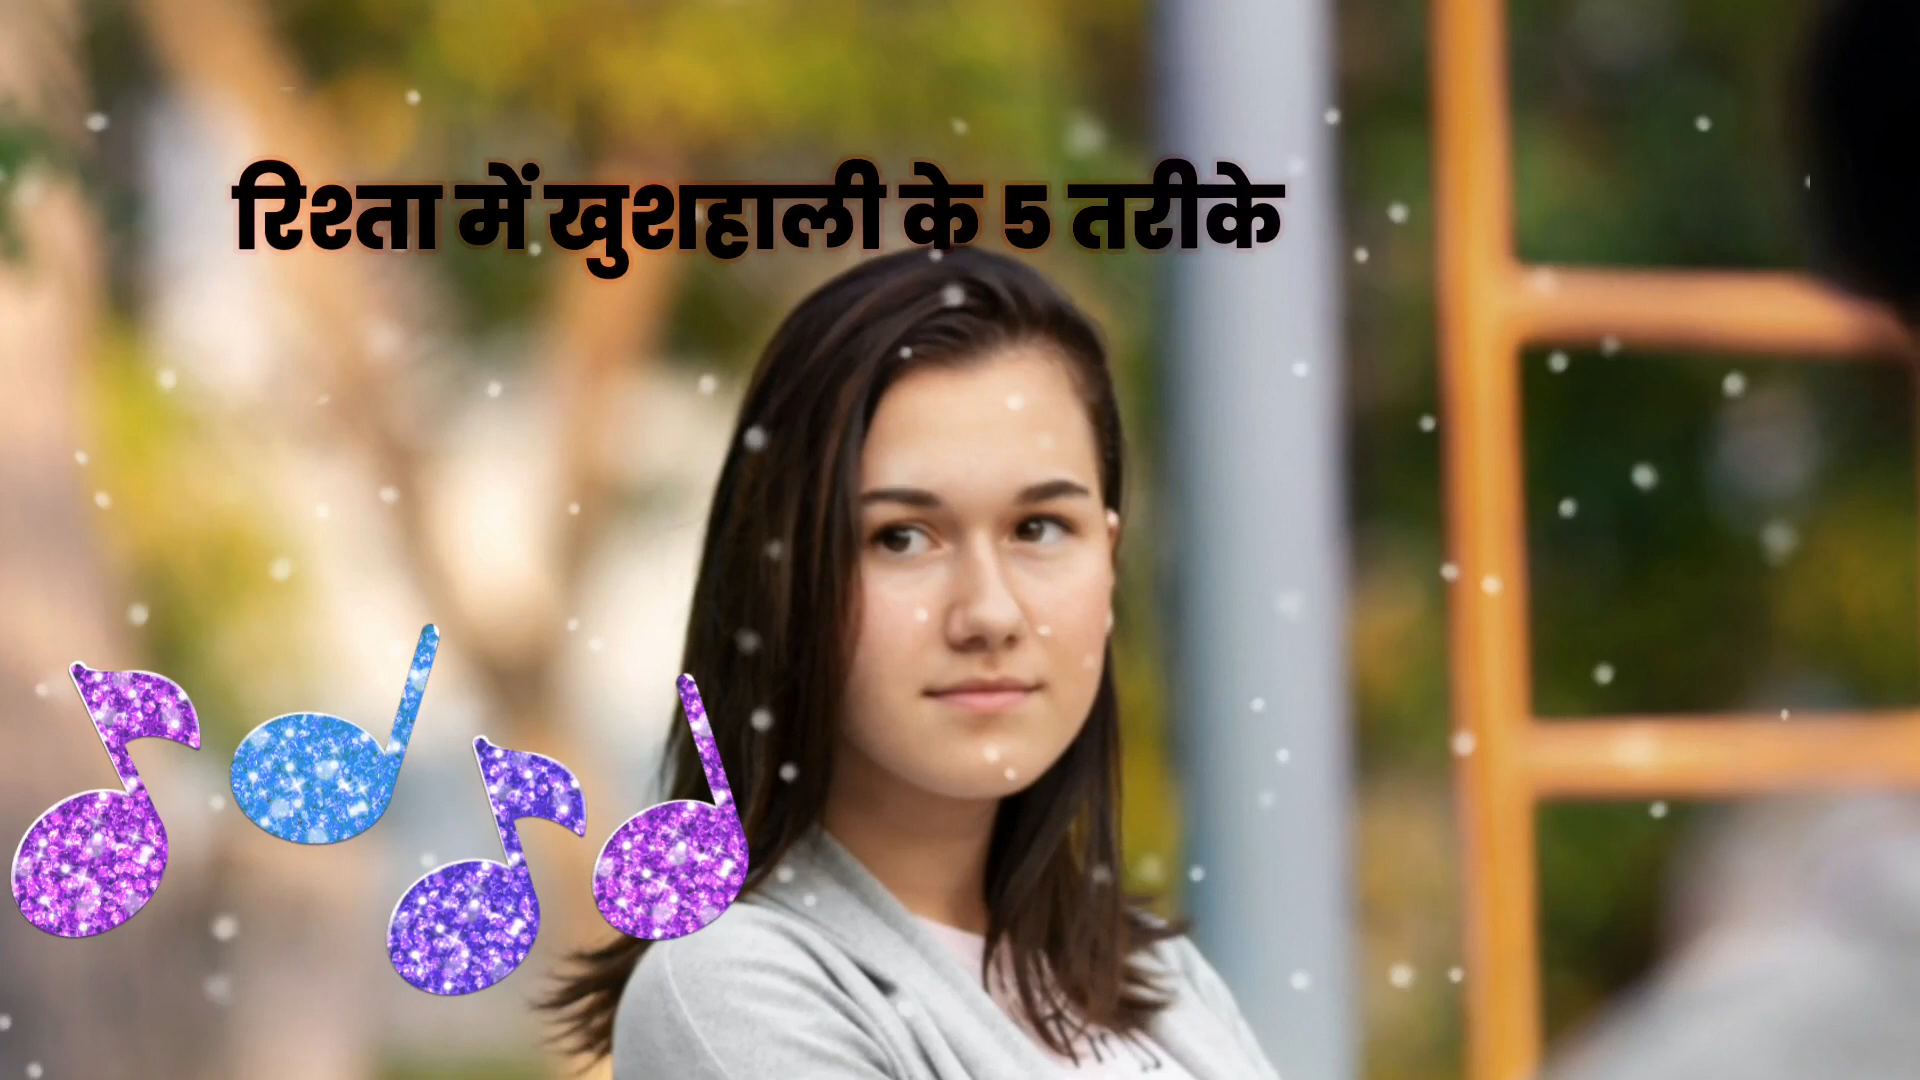 रिश्ता में खुशहाली के 5 तरीके